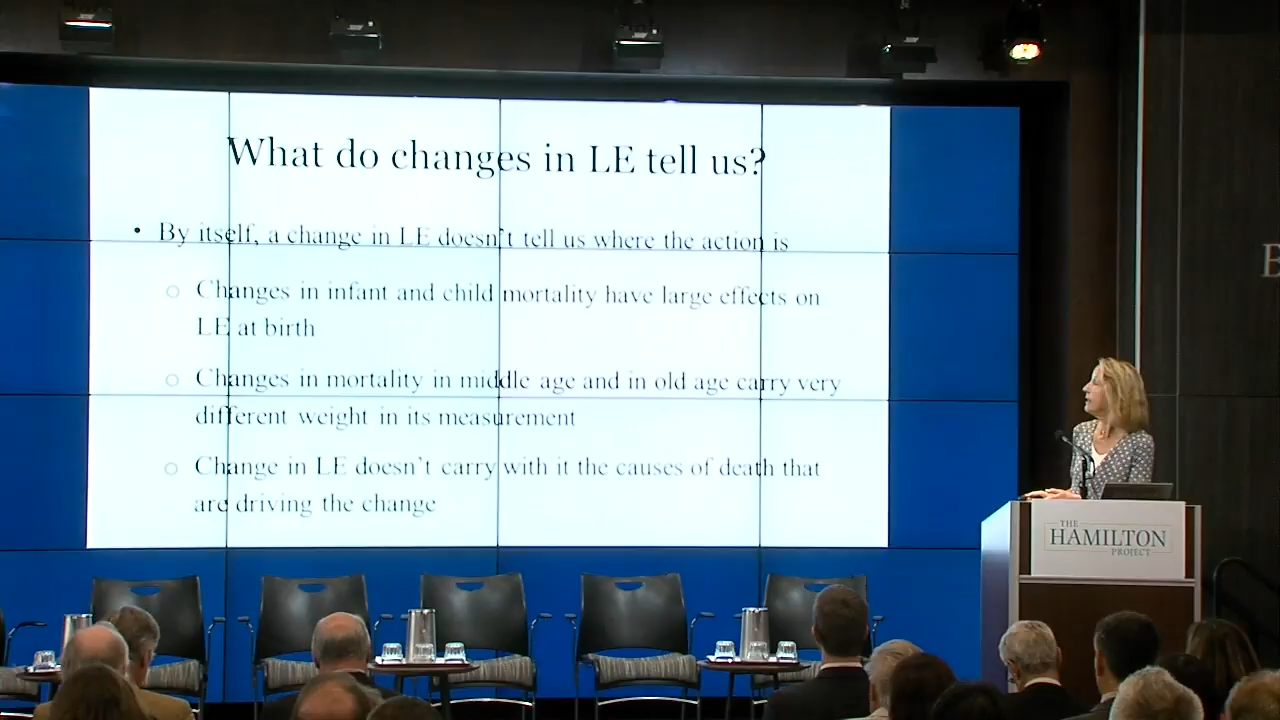 What do changes in LE tell us?
• By itself, a change in LE doesn't tell us where the action is
o Changes in infant and child mortality have large effects on
LE at birth
o Changes in mortality in middle age and in old age carry very
different weight in its measurement
o Change in LE doesn't carry with it the causes of death that
are driving the change
THE
HAMILTON
PROJECT